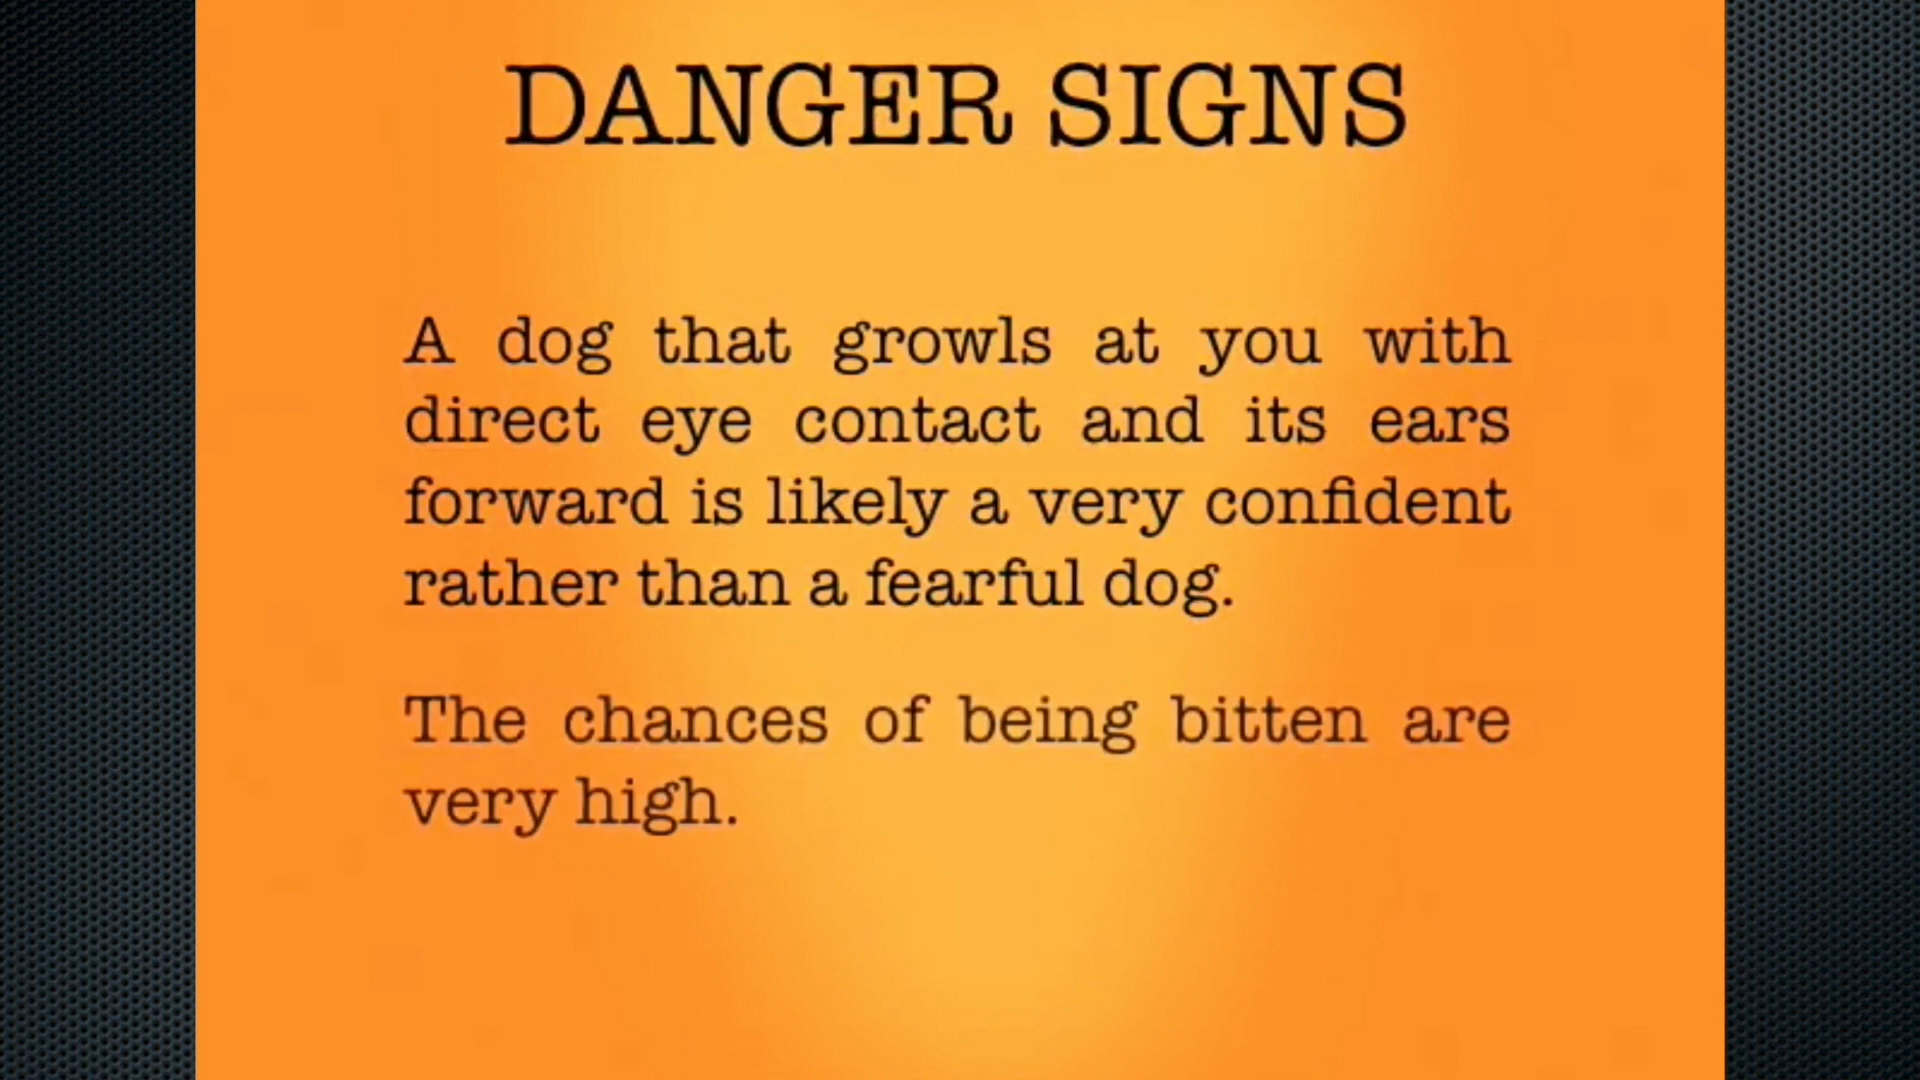 DANGER SIGNS
A dog that growls at you with
direct eye contact and its ears
forward is likely a very confident
rather than a fearful dog.
The chances of being bitten are
very high.